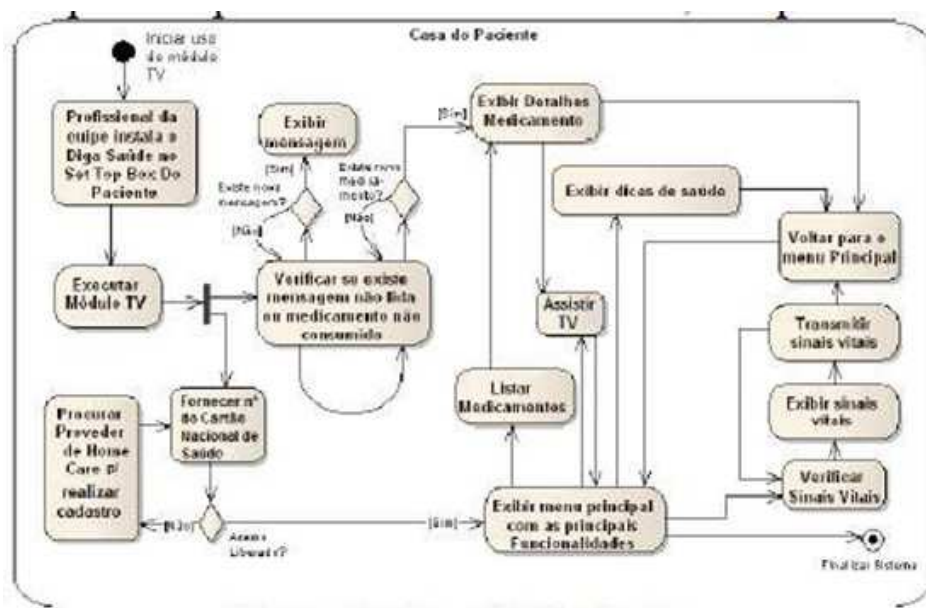 Casa do Paciente
Iniciar uso
do módulo
TV
Profissional da
equipe instala o
Diga Saúde no
Set Top Box Do
Paciente
Executar
Módulo TV
Exibir
mensagem
[Sim]
Existe nova
mensagem?
[Não]
Existe novo
medicamento?
[Não]
[Sim]
Verificar se existe
mensagem não lida
ou medicamento não
consumido
Exibir Detalhes
Medicamento
Exibir dicas de saúde
Voltar para o
menu Principal
Assistir
TV
Transmitir
sinais vitais
Exibir sinais
vitais
Verificar
Sinais Vitais
Listar
Medicamentos
Procurar
Proveder
de Home
Care p/
realizar
cadastro
Fornecer nº
do Cartão
Nacional de
Saúde
[Não]
Acesso
Liberado?
[Sim]
Exibir menu principal
com as principais
Funcionalidades
Finalizar Sistema